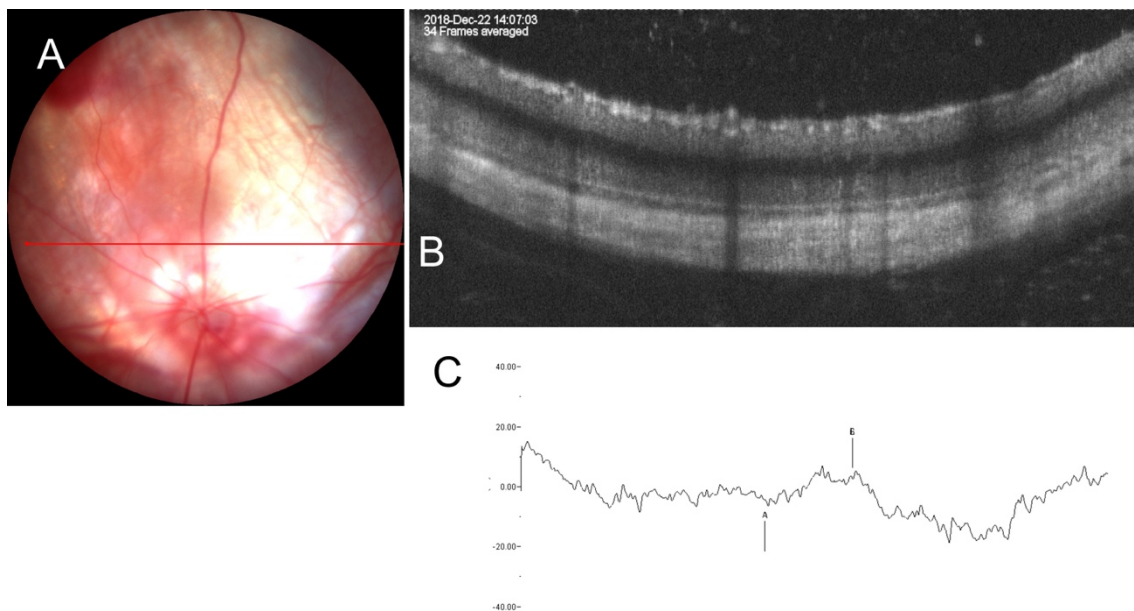 A
2018-Dec-22 14:07:03
34 Frames averaged
B
C
40.00-
20.00-
0.00-
-20.00-
-40.00-
A
B